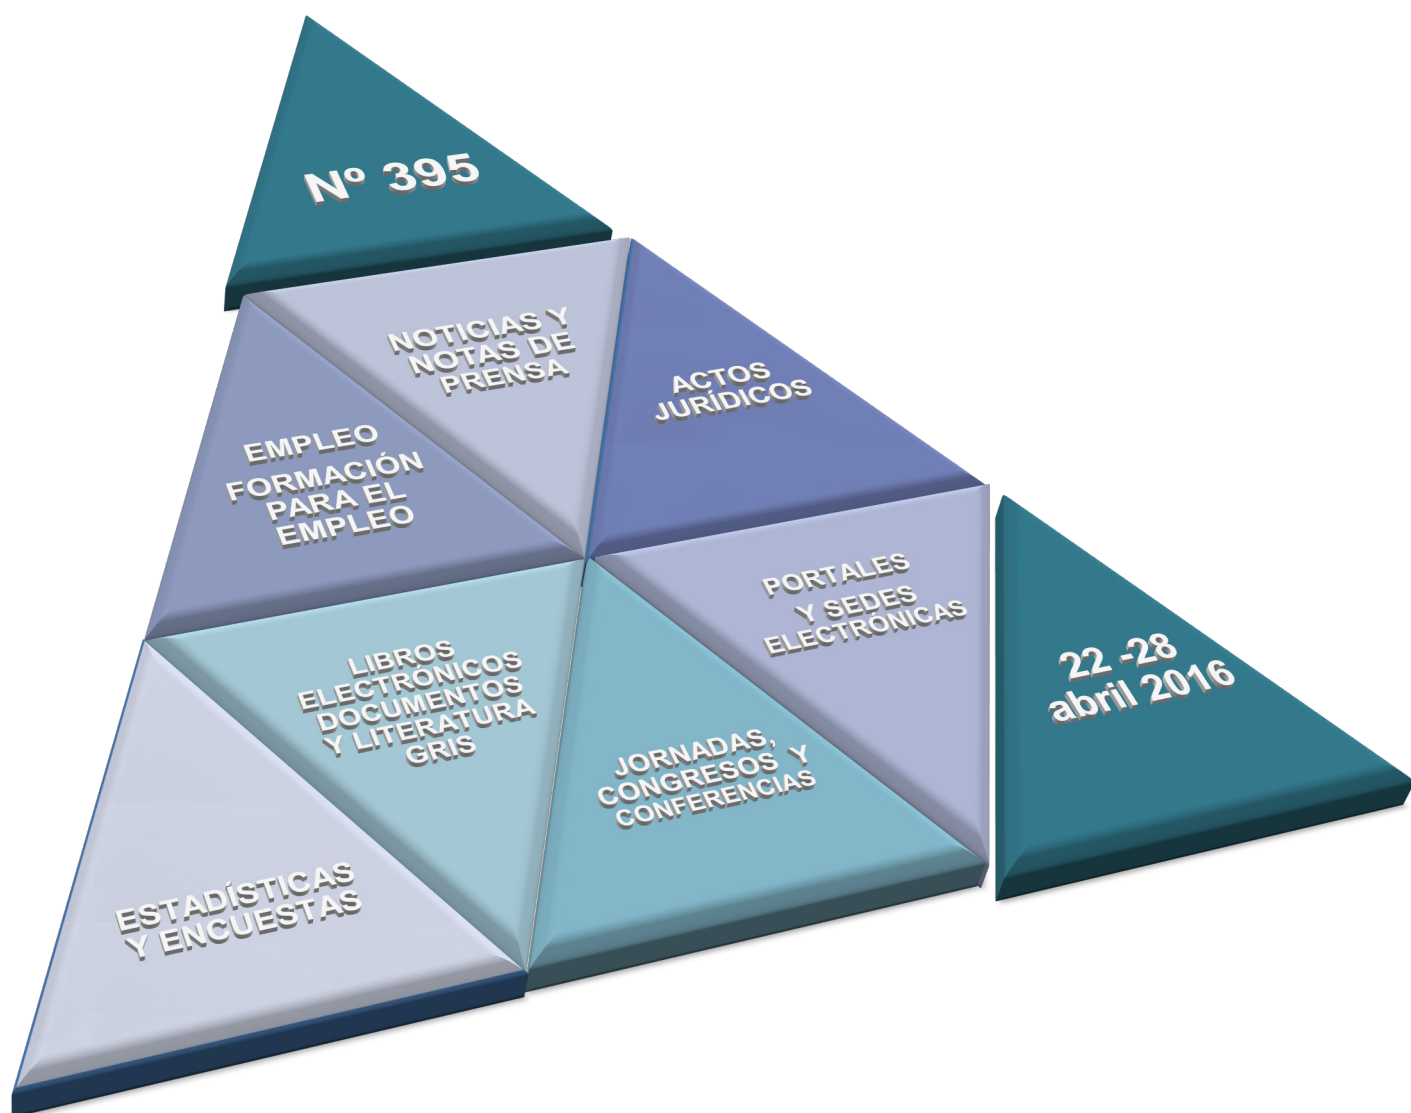 Nº 395
NOTICIAS Y
NOTAS DE
PRENSA
ACTOS
JURÍDICOS
EMPLEO
FORMACIÓN
PARA EL
EMPLEO
PORTALES
Y SEDES
ELECTRÓNICAS
22 -28
abril 2016
LIBROS
ELECTRÓNICOS
DOCUMENTOS
Y LITERATURA
GRIS
JORNADAS,
CONGRESOS Y
CONFERENCIAS
ESTADÍSTICAS
Y ENCUESTAS